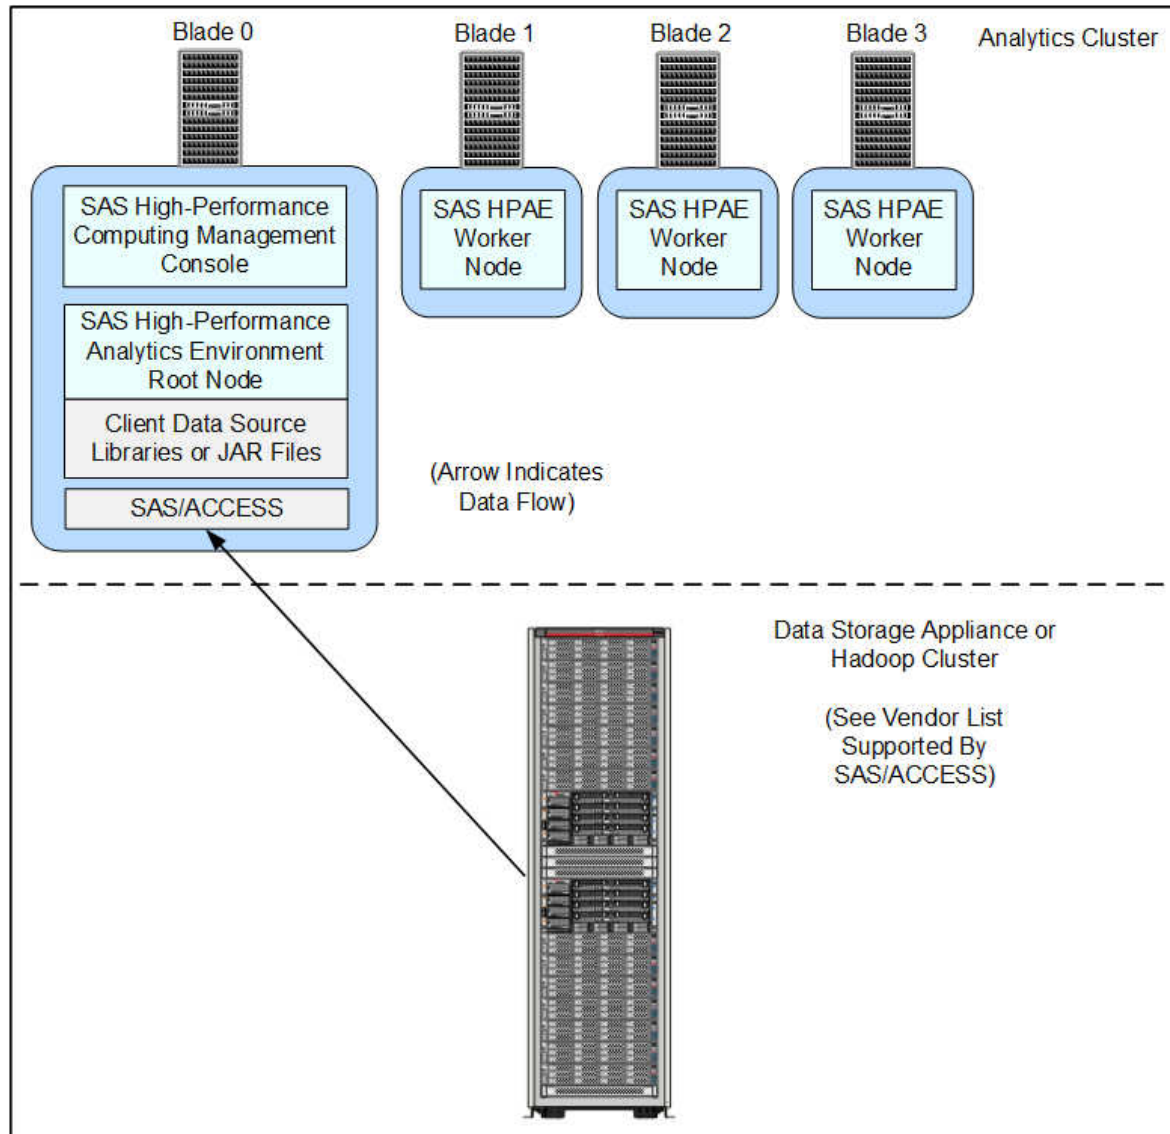 Blade 0
Blade 1
Blade 2
Blade 3
Analytics Cluster
SAS High-Performance
Computing Management
Console
SAS High-Performance
Analytics Environment
Root Node
Client Data Source
Libraries or JAR Files
SAS/ACCESS
SAS HPAE
Worker
Node
SAS HPAE
Worker
Node
SAS HPAE
Worker
Node
(Arrow Indicates
Data Flow)
Data Storage Appliance or
Hadoop Cluster
(See Vendor List
Supported By
SAS/ACCESS)